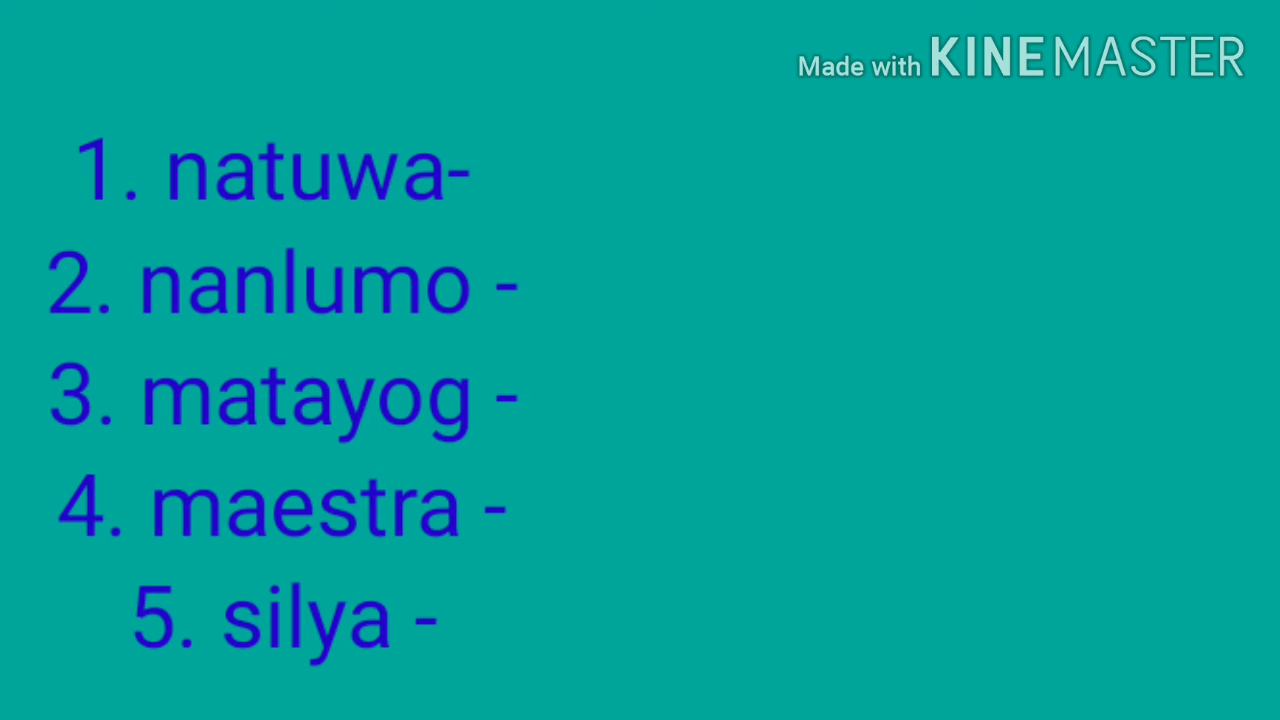 Made with KINEMASTER
1. natuwa-
2. nanlumo -
3. matayog -
4. maestra -
5. silya -